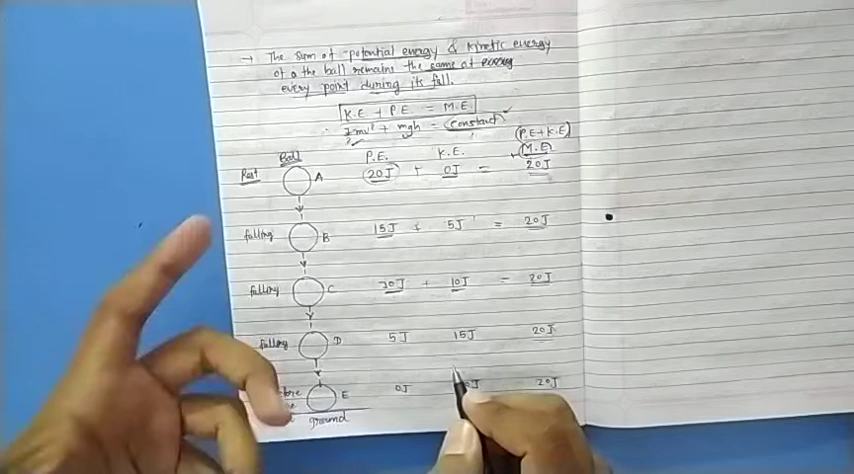 → The sum of potential energy & kinetic energy
of a the ball remains the same at
every point during its fall.
K.E + P.E. = M.E.
½mv² + mgh = Constant
(P.E+K.E)
Ball P.E. K.E. (M.E.)
Rest A 20J + 0J = 20J
falling B 15J + 5J = 20J
falling C 10J + 10J = 20J
falling D 5J 15J 20J
E 0J 20J
ground